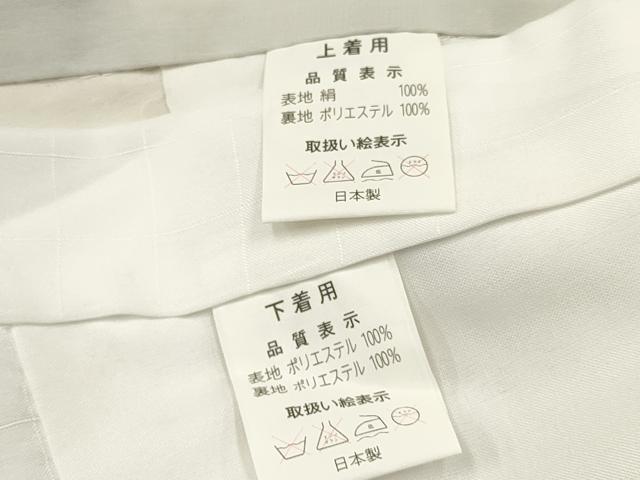 上着用
品質表示
表地 絹 100%
裏地 ポリエステル 100%
取扱い絵表示
日本製
下着用
品質表示
表地 ポリエステル 100%
裏地 ポリエステル 100%
取扱い絵表示
日本製